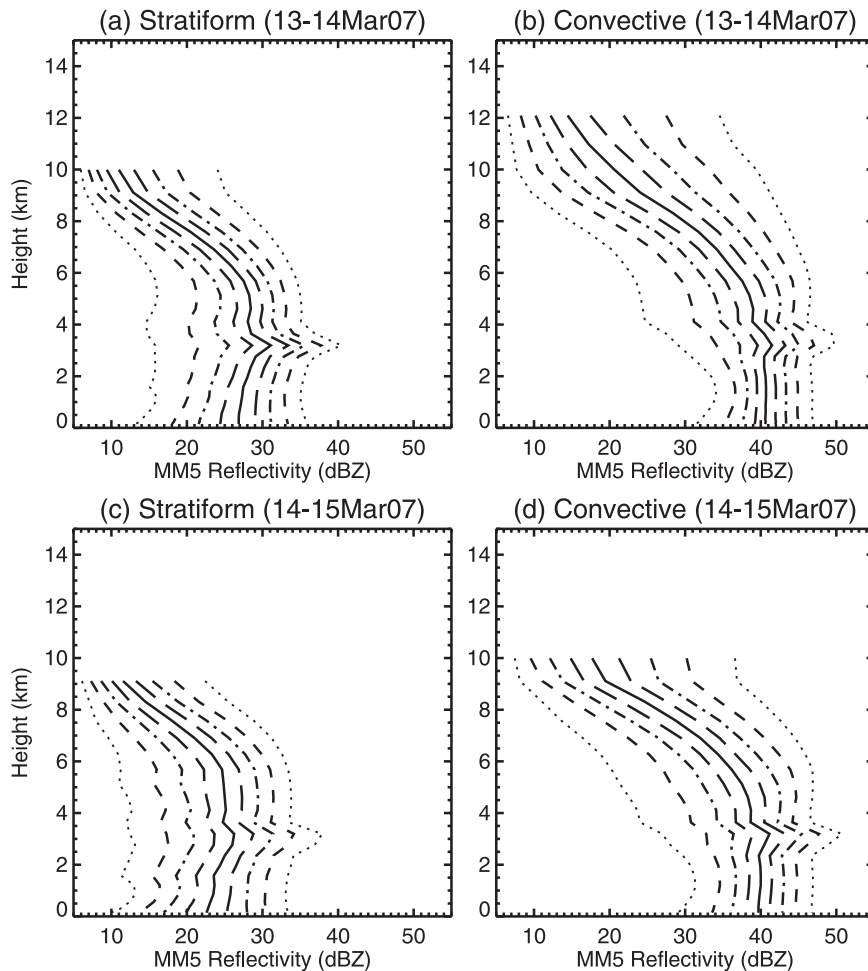 (a) Stratiform (13-14Mar07)
(b) Convective (13-14Mar07)
Height (km)
14
12
10
8
6
4
2
0
14
12
10
8
6
4
2
0
10 20 30 40 50
10 20 30 40 50
MM5 Reflectivity (dBZ)
MM5 Reflectivity (dBZ)
(c) Stratiform (14-15Mar07)
(d) Convective (14-15Mar07)
Height (km)
14
12
10
8
6
4
2
0
14
12
10
8
6
4
2
0
10 20 30 40 50
10 20 30 40 50
MM5 Reflectivity (dBZ)
MM5 Reflectivity (dBZ)